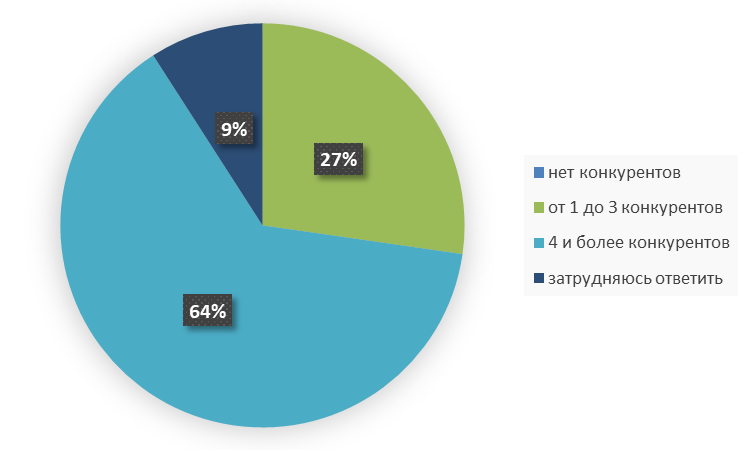 9%
27%
64%
нет конкурентов
от 1 до 3 конкурентов
4 и более конкурентов
затрудняюсь ответить